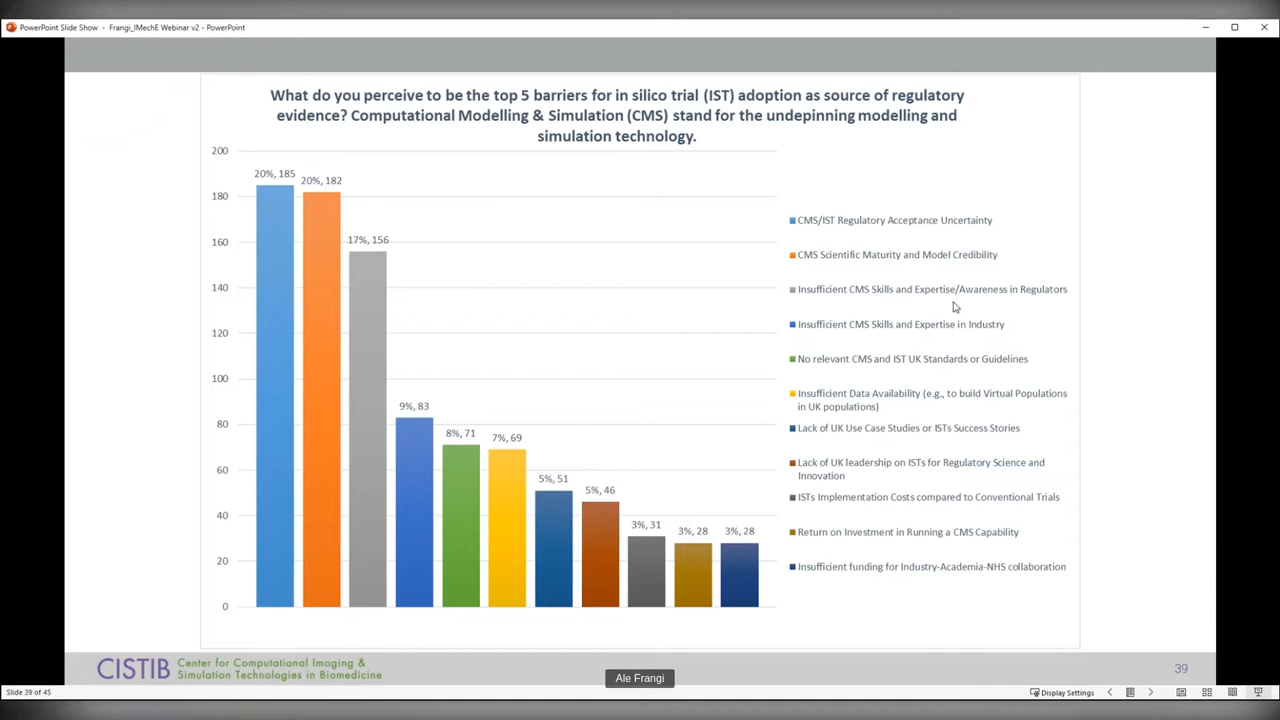 PowerPoint Slide Show - Frangi_IMechE Webinar v2 - PowerPoint
What do you perceive to be the top 5 barriers for in silico trial (IST) adoption as source of regulatory
evidence? Computational Modelling & Simulation (CMS) stand for the undepinning modelling and
simulation technology.
200
180
160
140
120
100
80
60
40
20
0
20%, 185
20%, 182
17%, 156
9%, 83
8%, 71
7%, 69
5%, 51
5%, 46
3%, 31
3%, 28
3%, 28
CMS/IST Regulatory Acceptance Uncertainty
CMS Scientific Maturity and Model Credibility
Insufficient CMS Skills and Expertise/Awareness in Regulators
Insufficient CMS Skills and Expertise in Industry
No relevant CMS and IST UK Standards or Guidelines
Insufficient Data Availability (e.g., to build Virtual Populations
in UK populations)
Lack of UK Use Case Studies or ISTs Success Stories
Lack of UK leadership on ISTs for Regulatory Science and
Innovation
ISTs Implementation Costs compared to Conventional Trials
Return on Investment in Running a CMS Capability
Insufficient funding for Industry-Academia-NHS collaboration
CISTIB
Center for Computational Imaging &
Simulation Technologies in Biomedicine
39
Ale Frangi
Slide 39 of 45
Display Settings